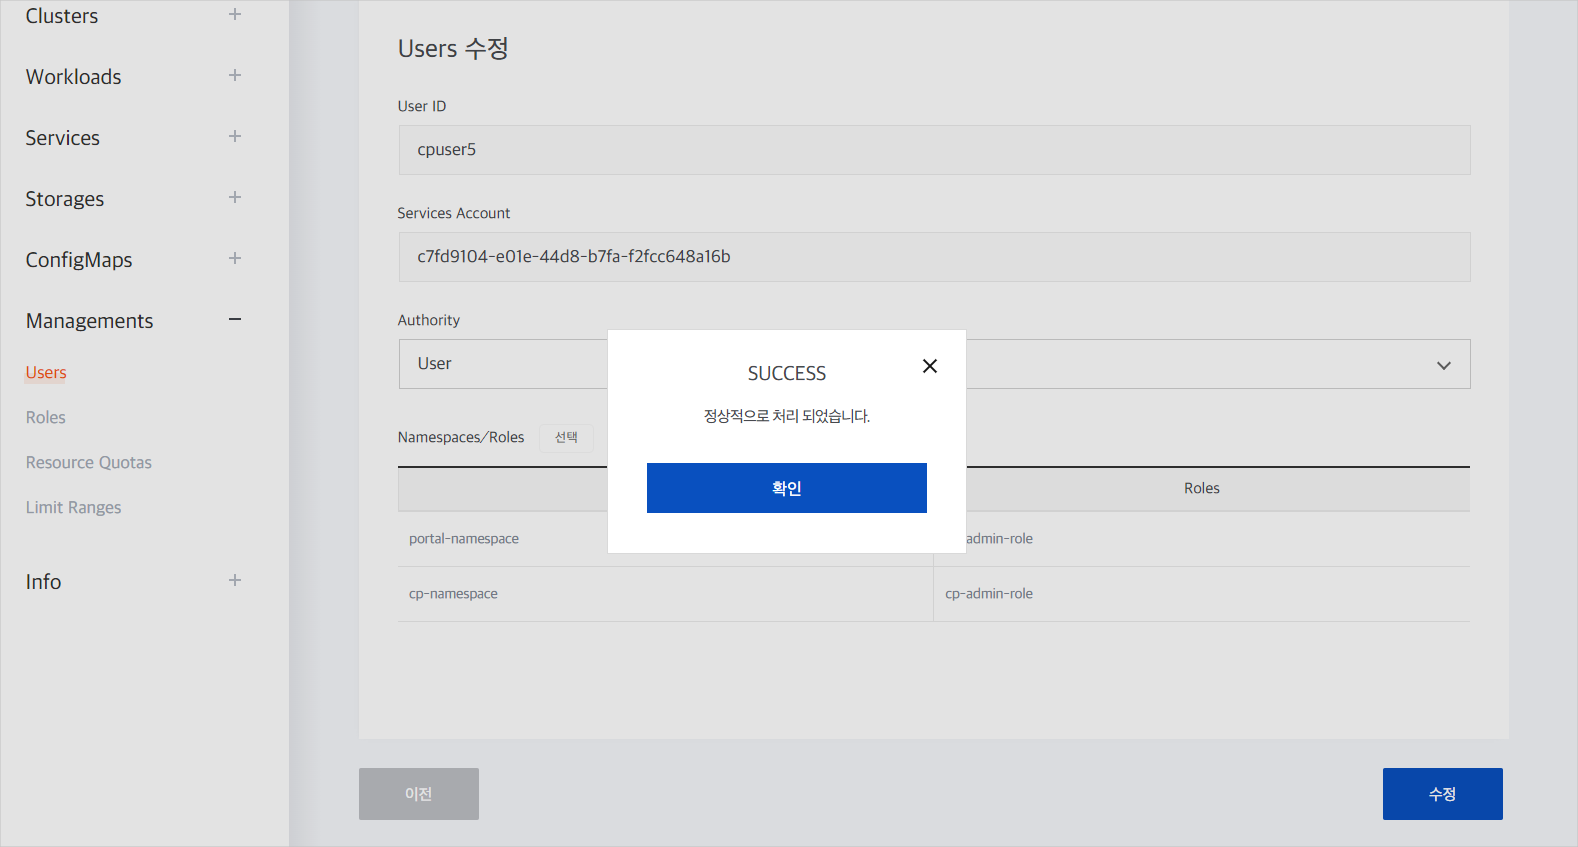 Clusters
Workloads
Services
Storages
ConfigMaps
Managements
Users
Roles
Resource Quotas
Limit Ranges
Info
Users 수정
User ID
cpuser5
Services Account
c7fd9104-e01e-44d8-b7fa-f2fcc648a16b
Authority
User
Namespaces/Roles 선택
Roles
portal-namespace admin-role
cp-namespace cp-admin-role
SUCCESS
정상적으로 처리 되었습니다.
확인
이전 수정